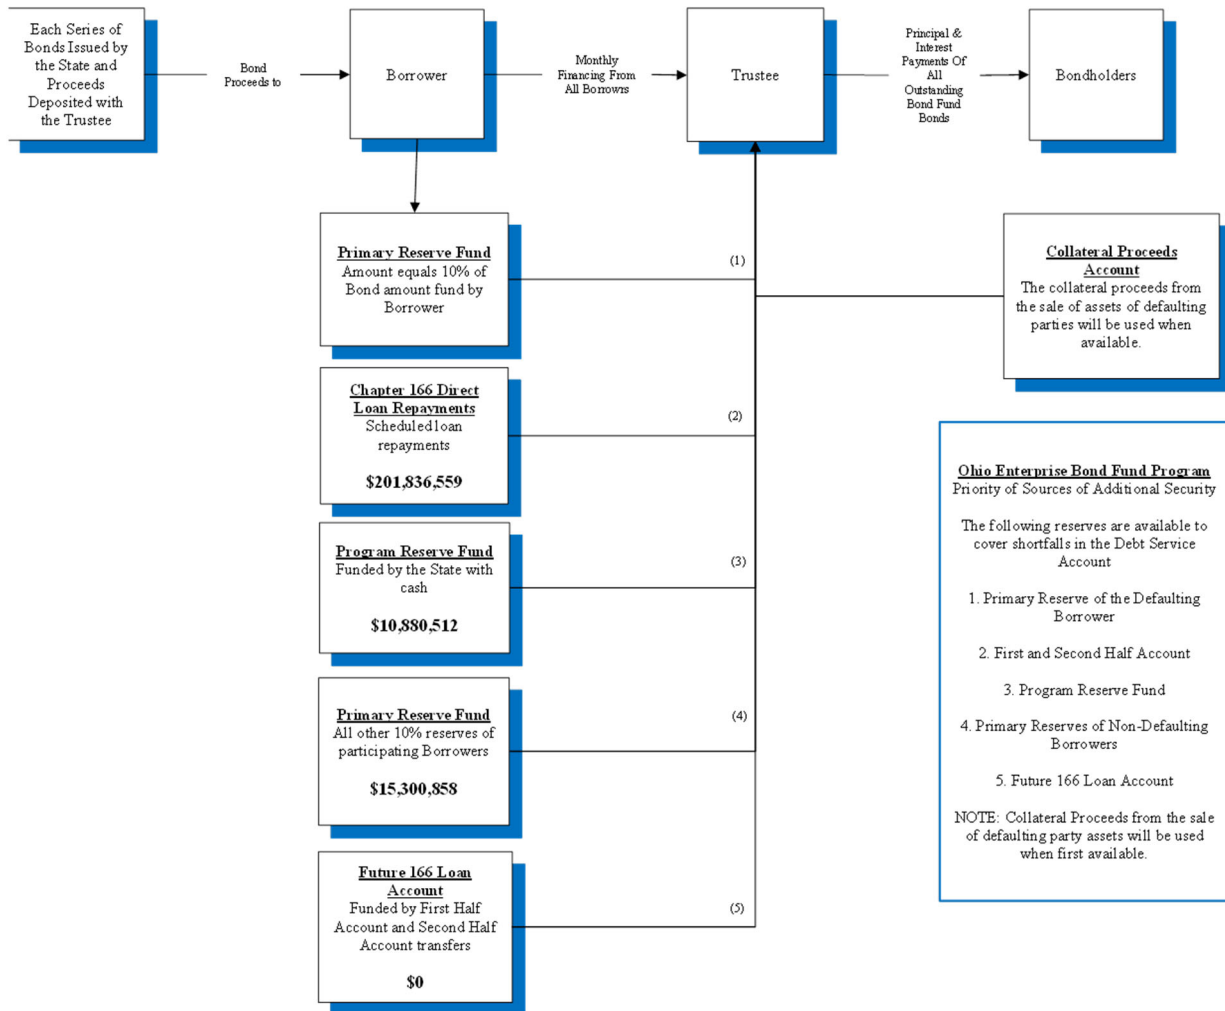 Each Series of
Bonds Issued by
the State and
Proceeds
Deposited with
the Trustee
Bond
Proceeds to
Borrower
Monthly
Financing From
All Borrowrs
Trustee
Principal &
Interest
Payments Of
All
Outstanding
Bond Fund
Bonds
Bondholders
Primary Reserve Fund
Amount equals 10% of
Bond amount fund by
Borrower
(1)
Collateral Proceeds
Account
The collateral proceeds from
the sale of assets of defaulting
parties will be used when
available.
Chapter 166 Direct
Loan Repayments
Scheduled loan
repayments
$201,836,559
(2)
Program Reserve Fund
Funded by the State with
cash
$10,880,512
(3)
Primary Reserve Fund
All other 10% reserves of
participating Borrowers
$15,300,858
(4)
Future 166 Loan
Account
Funded by First Half
Account and Second Half
Account transfers
$0
(5)
Ohio Enterprise Bond Fund Program
Priority of Sources of Additional Security
The following reserves are available to
cover shortfalls in the Debt Service
Account
1. Primary Reserve of the Defaulting
Borrower
2. First and Second Half Account
3. Program Reserve Fund
4. Primary Reserves of Non-Defaulting
Borrowers
5. Future 166 Loan Account
NOTE: Collateral Proceeds from the sale
of defaulting party assets will be used
when first available.